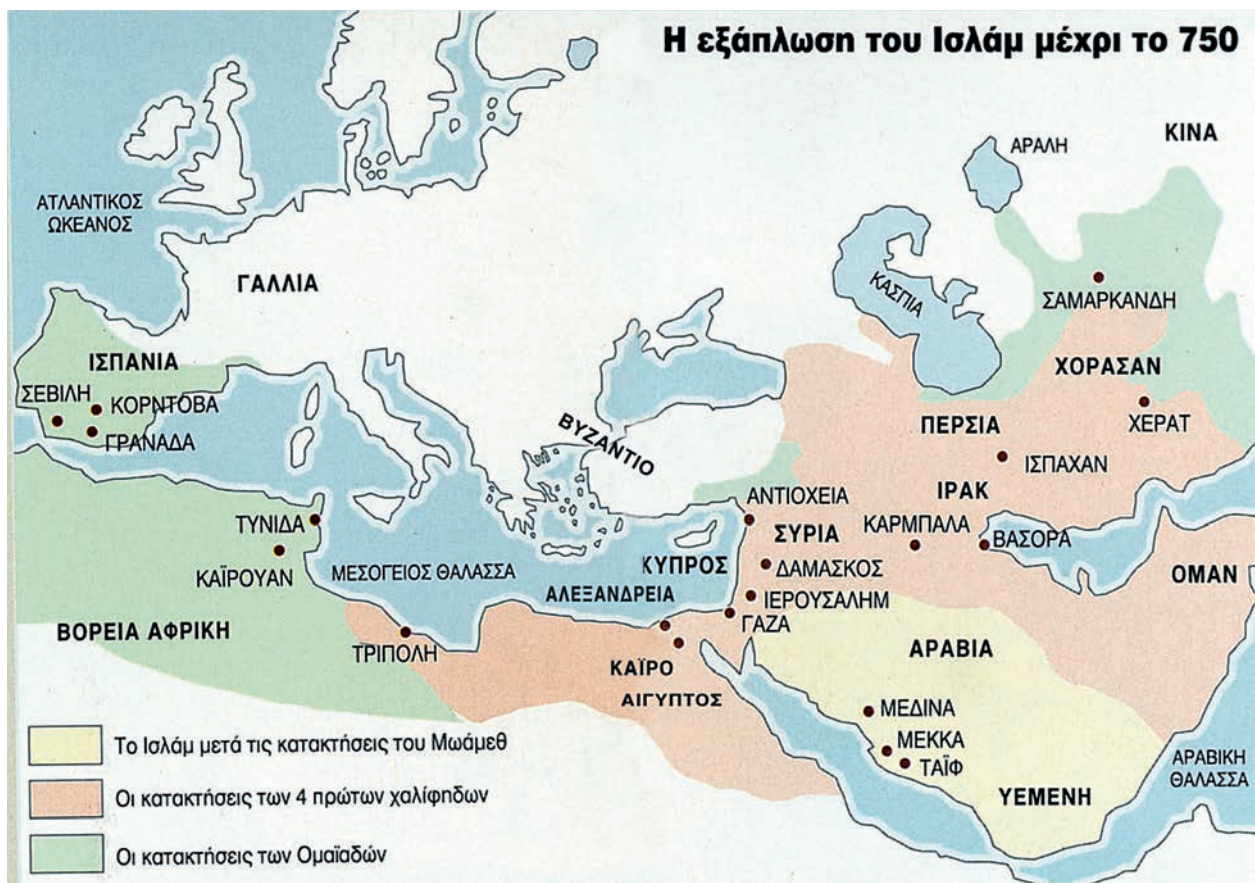 Η εξάπλωση του Ισλάμ μέχρι το 750
ΚΙΝΑ
ΑΡΑΛΗ
ΑΤΛΑΝΤΙΚΟΣ
ΩΚΕΑΝΟΣ
ΓΑΛΛΙΑ
ΚΑΣΠΙΑ
ΣΑΜΑΡΚΑΝΔΗ
ΙΣΠΑΝΙΑ
ΧΟΡΑΣΑΝ
ΣΕΒΙΛΗ
ΚΟΡΝΤΟΒΑ
ΓΡΑΝΑΔΑ
ΒΥΖΑΝΤΙΟ
ΠΕΡΣΙΑ
ΧΕΡΑΤ
ΙΣΠΑΧΑΝ
ΑΝΤΙΟΧΕΙΑ
ΙΡΑΚ
ΤΥΝΙΔΑ
ΣΥΡΙΑ
ΚΑΡΜΠΑΛΑ
ΒΑΣΟΡΑ
ΚΑΪΡΟΥΑΝ
ΜΕΣΟΓΕΙΟΣ ΘΑΛΑΣΣΑ
ΚΥΠΡΟΣ
ΔΑΜΑΣΚΟΣ
ΟΜΑΝ
ΑΛΕΞΑΝΔΡΕΙΑ
ΙΕΡΟΥΣΑΛΗΜ
ΓΑΖΑ
ΒΟΡΕΙΑ ΑΦΡΙΚΗ
ΤΡΙΠΟΛΗ
ΚΑΪΡΟ
ΑΡΑΒΙΑ
ΑΙΓΥΠΤΟΣ
ΜΕΔΙΝΑ
ΜΕΚΚΑ
ΤΑΪΦ
ΑΡΑΒΙΚΗ
ΘΑΛΑΣΣΑ
ΥΕΜΕΝΗ
Το Ισλάμ μετά τις κατακτήσεις του Μωάμεθ
Οι κατακτήσεις των 4 πρώτων χαλίφηδων
Οι κατακτήσεις των Ομαϊαδών